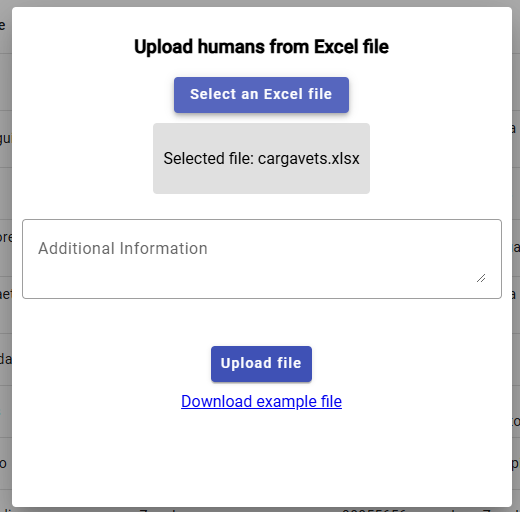 Upload humans from Excel file
Select an Excel file
Selected file: cargavets.xlsx
Additional Information
Upload file
Download example file